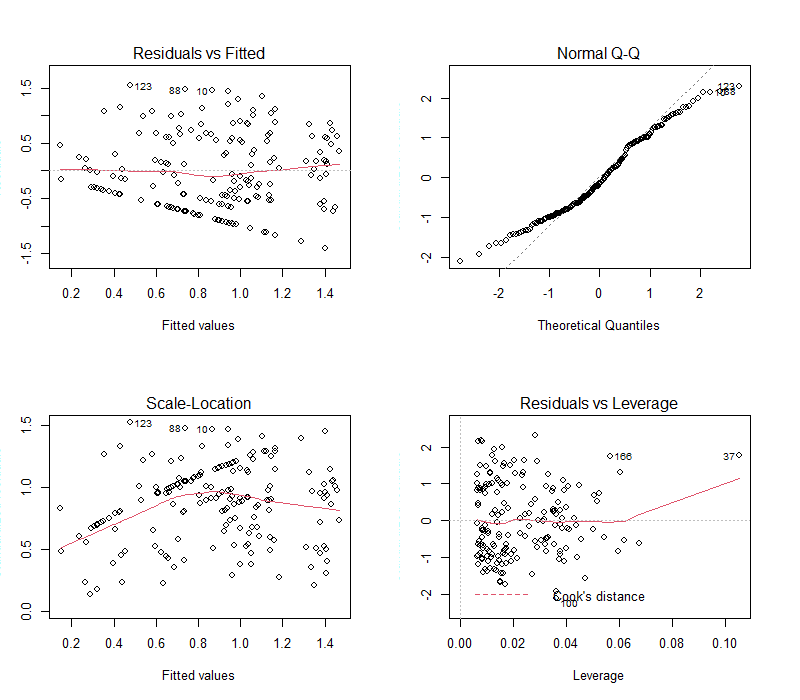 Residuals vs Fitted
123
88
10
-1.5
-0.5
0.5
1.5
0.2 0.4 0.6 0.8 1.0 1.2 1.4
Fitted values
Normal Q-Q
123
-2
-1
0
1
2
-2 -1 0 1 2
Theoretical Quantiles
Scale-Location
123
88
10
0.0
0.5
1.0
1.5
0.2 0.4 0.6 0.8 1.0 1.2 1.4
Fitted values
Residuals vs Leverage
166
37
100
Cook's distance
-2
-1
0
1
2
0.00 0.02 0.04 0.06 0.08 0.10
Leverage